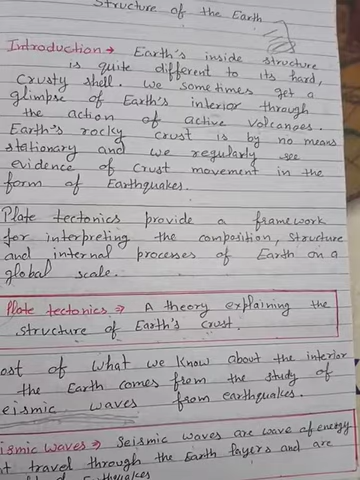 Structure of the Earth
Introduction → Earth's inside structure
is quite different to its hard,
crusty shell. We sometimes get a
glimpse of Earth's interior through
the action of active volcanoes.
Earth's rocky crust is by no means
stationary and we regularly see
evidence of crust movement in the
form of Earthquakes.
Plate tectonics provide a framework
for interpreting the composition, structure
and internal processes of Earth on a
global scale.
Plate tectonics → A theory explaining the
structure of Earth's crust.
ost of what we know about the interior
the Earth comes from the study of
eismic waves from earthquakes.
ismic waves → Seismic waves are wave of energy
t travel through the Earth layers and are
Earthquakes